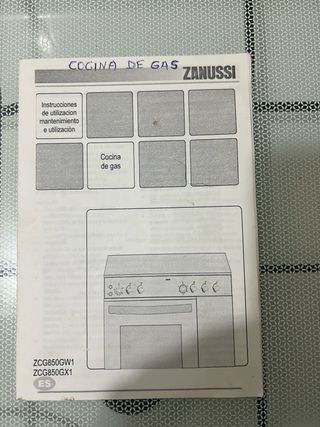 COCINA DE GAS
ZANUSSI
Instrucciones
de utilizacion
mantenimiento
e utilización
Cocina
de gas
ZCG850GW1
ZCG850GX1
ES